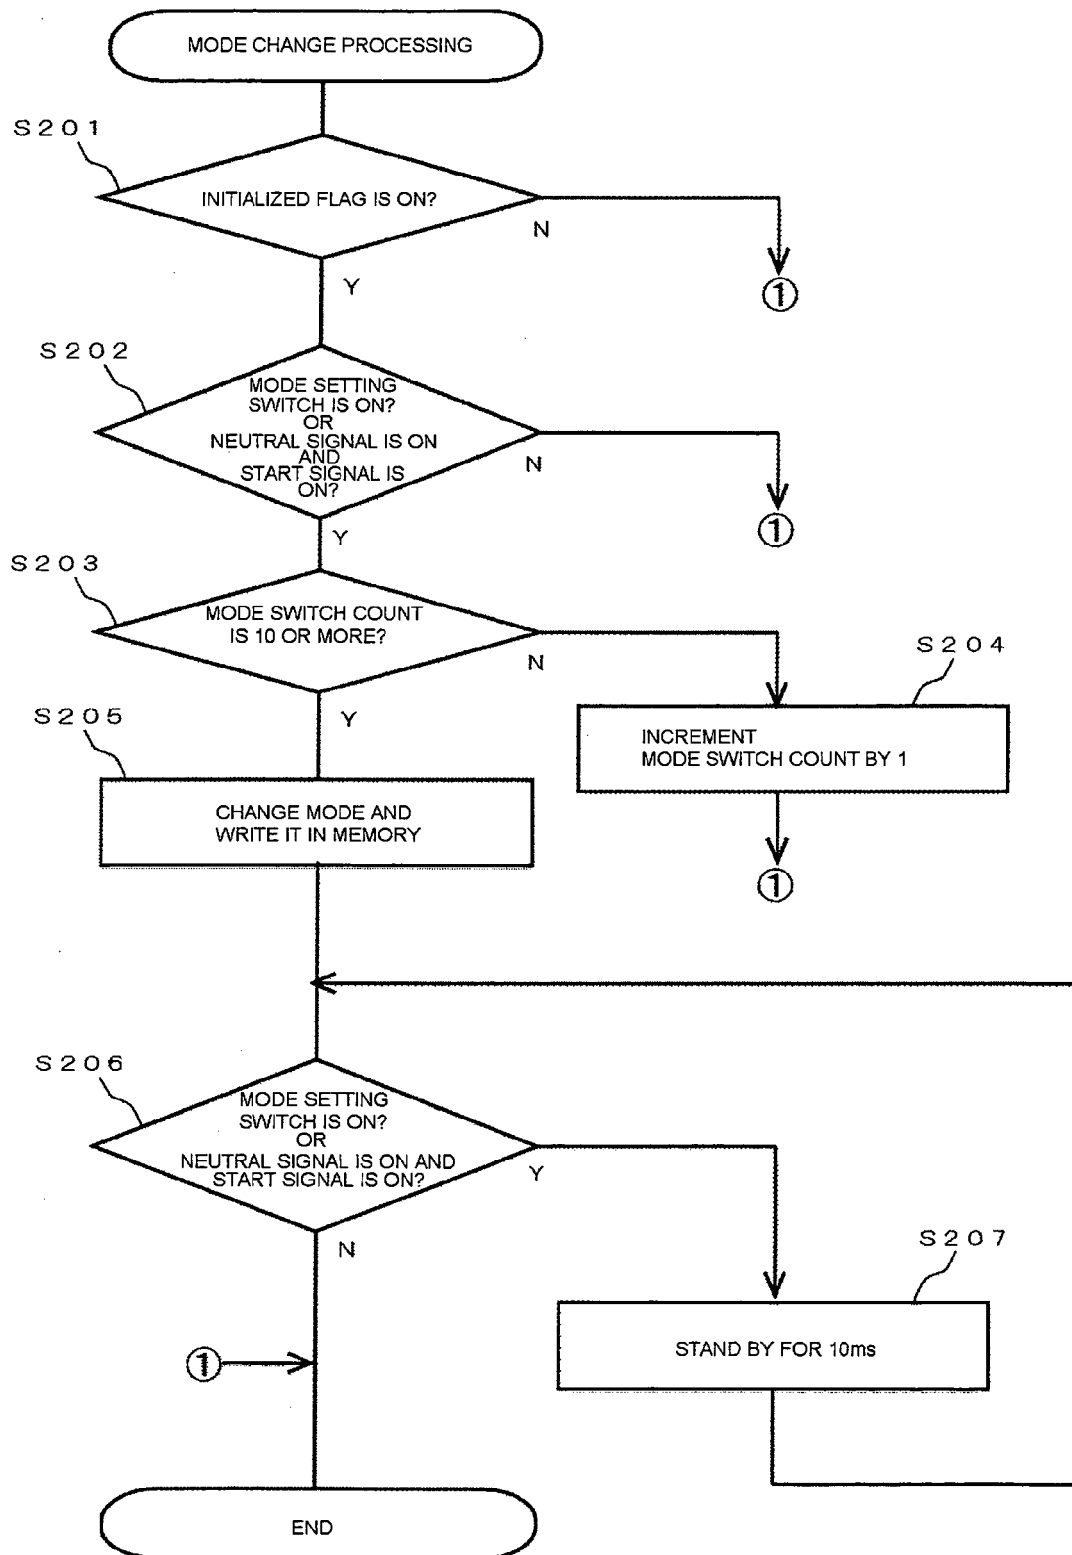 MODE CHANGE PROCESSING
S201
INITIALIZED FLAG IS ON?
N
①
Y
S202
MODE SETTING
SWITCH IS ON?
OR
NEUTRAL SIGNAL IS ON
AND
START SIGNAL IS
ON?
N
①
Y
S203
MODE SWITCH COUNT
IS 10 OR MORE?
N
S204
INCREMENT
MODE SWITCH COUNT BY 1
①
Y
S205
CHANGE MODE AND
WRITE IT IN MEMORY
S206
MODE SETTING
SWITCH IS ON?
OR
NEUTRAL SIGNAL IS ON AND
START SIGNAL IS ON?
Y
N
S207
STAND BY FOR 10ms
①
END